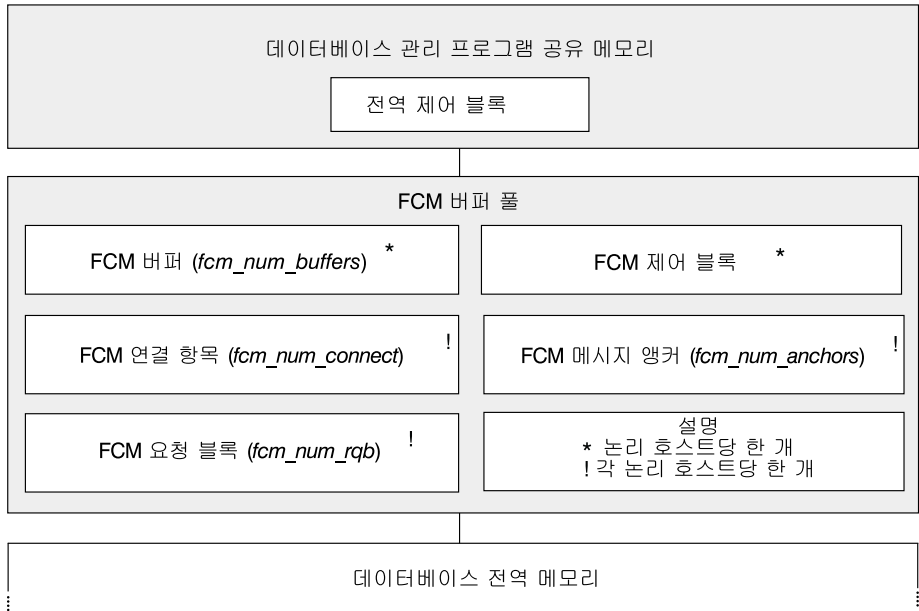 데이터베이스 관리 프로그램 공유 메모리
전역 제어 블록
FCM 버퍼 풀
FCM 버퍼 (fcm_num_buffers) *
FCM 제어 블록 *
FCM 연결 항목 (fcm_num_connect) !
FCM 메시지 앵커 (fcm_num_anchors) !
FCM 요청 블록 (fcm_num_rqb) !
설명
* 논리 호스트당 한 개
! 각 논리 호스트당 한 개
데이터베이스 전역 메모리